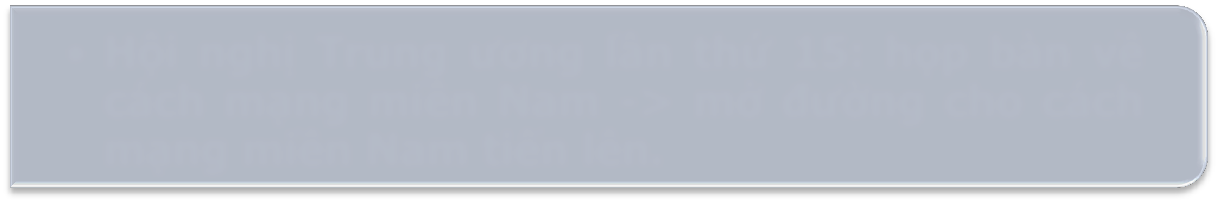 • Hội nghị Trung ương lần thứ 15: họp bàn về
cách mạng miền Nam -> mở đường cho cách
mạng miền Nam tiến lên.